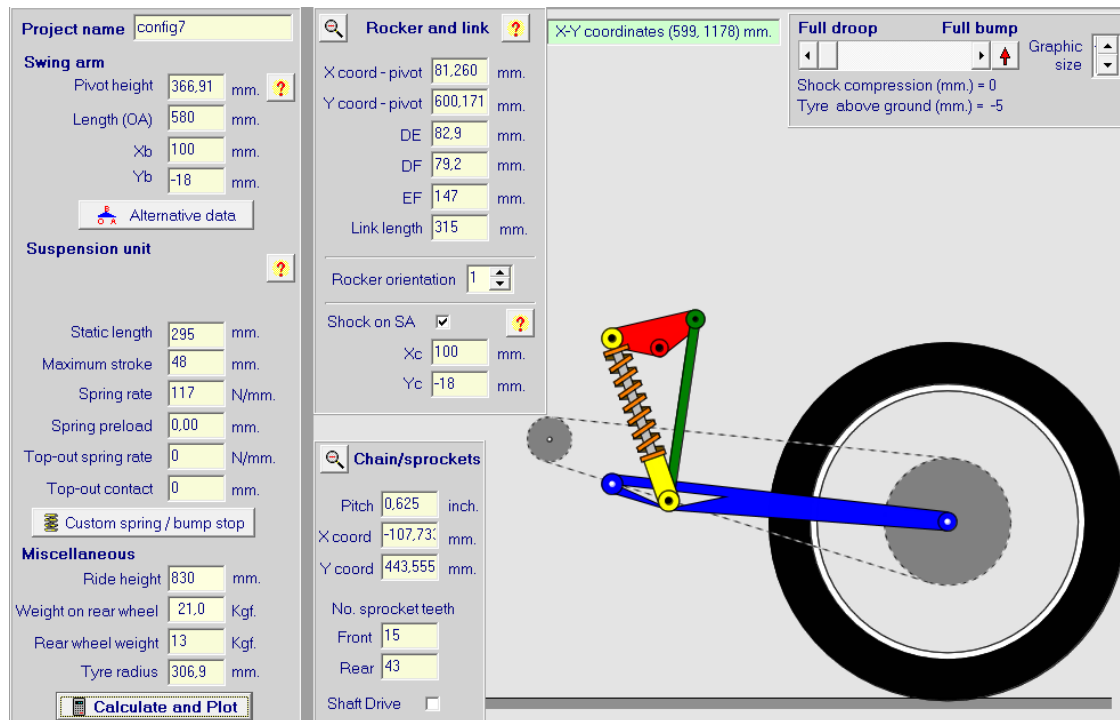 Project name config7
Swing arm
Pivot height 366,91 mm. ?
Length (OA) 580 mm.
Xb 100 mm.
Yb -18 mm.
B O A Alternative data
Suspension unit
?
Static length 295 mm.
Maximum stroke 48 mm.
Spring rate 117 N/mm.
Spring preload 0,00 mm.
Top-out spring rate 0 N/mm.
Top-out contact 0 mm.
Custom spring / bump stop
Miscellaneous
Ride height 830 mm.
Weight on rear wheel 21,0 Kgf.
Rear wheel weight 13 Kgf.
Tyre radius 306,9 mm.
Calculate and Plot
Rocker and link ?
X coord - pivot 81,260 mm.
Y coord - pivot 600,171 mm.
DE 82,9 mm.
DF 79,2 mm.
EF 147 mm.
Link length 315 mm.
Rocker orientation 1
Shock on SA ?
Xc 100 mm.
Yc -18 mm.
Chain/sprockets
Pitch 0,625 inch.
X coord -107,73 mm.
Y coord 443,555 mm.
No. sprocket teeth
Front 15
Rear 43
Shaft Drive
X-Y coordinates (599, 1178) mm.
Full droop Full bump
Graphic size
Shock compression (mm.) = 0
Tyre above ground (mm.) = -5